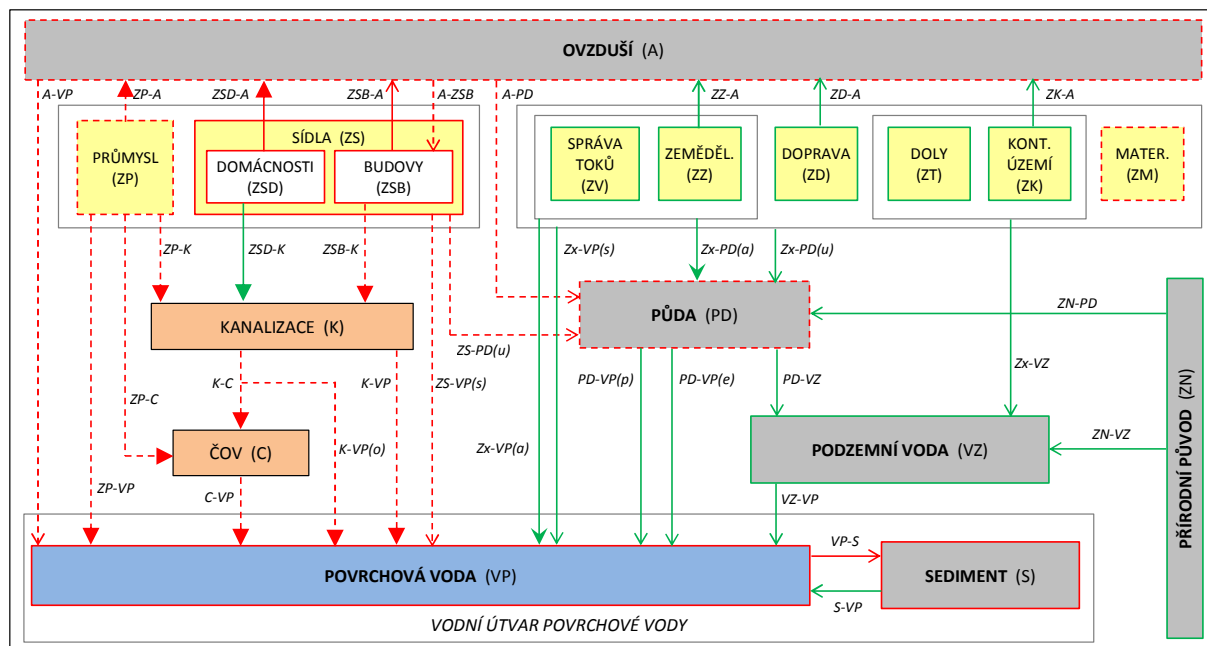 OVZDUŠÍ (A)
A-VP
ZP-A
ZSD-A
ZSB-A
A-ZSB
A-PD
ZZ-A
ZD-A
ZK-A
PRŮMYSL
(ZP)
SÍDLA (ZS)
DOMÁCNOSTI
(ZSD)
BUDOVY
(ZSB)
SPRÁVA
TOKŮ
(ZV)
ZEMĚDĚL.
(ZZ)
DOPRAVA
(ZD)
DOLY
(ZT)
KONT.
ÚZEMÍ
(ZK)
MATER.
(ZM)
ZP-K
ZSD-K
ZSB-K
Zx-VP(s)
Zx-PD(a)
Zx-PD(u)
KANALIZACE (K)
PŮDA (PD)
ZN-PD
ZS-PD(u)
K-C
K-VP
ZS-VP(s)
PD-VP(p)
PD-VP(e)
PD-VZ
Zx-VZ
ZP-C
ČOV (C)
K-VP(o)
Zx-VP(a)
PODZEMNÍ VODA (VZ)
ZN-VZ
PŘÍRODNÍ PŮVOD (ZN)
ZP-VP
C-VP
VZ-VP
POVRCHOVÁ VODA (VP)
VP-S
S-VP
SEDIMENT (S)
VODNÍ ÚTVAR POVRCHOVÉ VODY